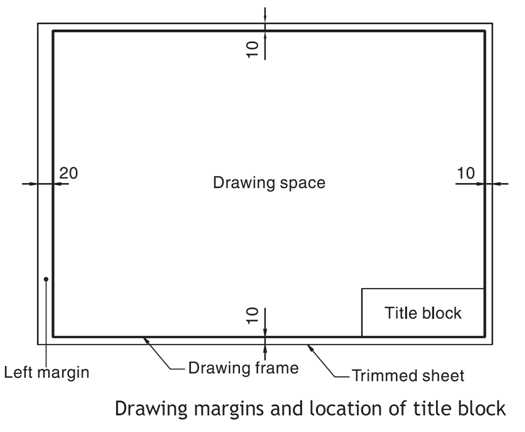 10
20
Drawing space
10
10
Title block
Left margin
Drawing frame
Trimmed sheet
Drawing margins and location of title block